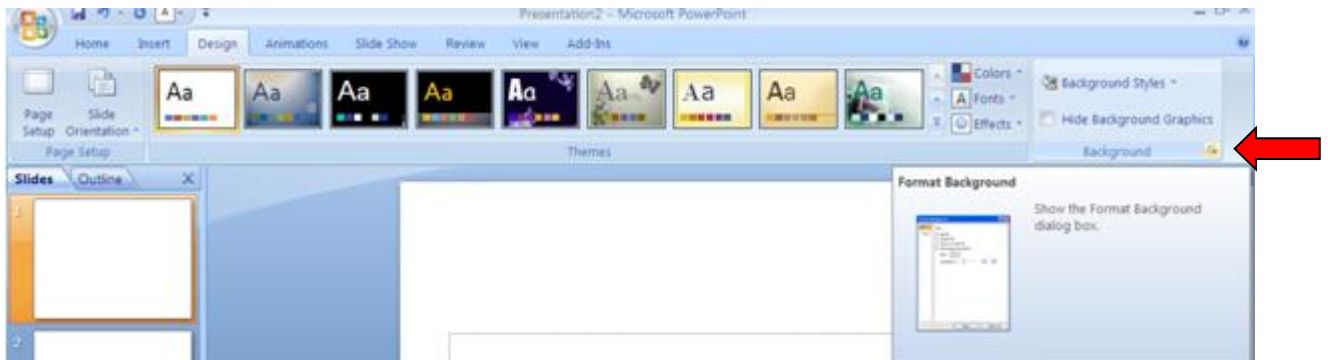 Presentation2 - Microsoft PowerPoint
Home Insert Design Animations Slide Show Review View Add-Ins
Aa Aa Aa Aa Aa Aa Aa Aa Aa
Colors
Fonts
Effects
Background Styles
Hide Background Graphics
Page Setup
Slide Orientation
Page Setup Themes Background
Slides Outline
Format Background
Show the Format Background
dialog box.
1
2